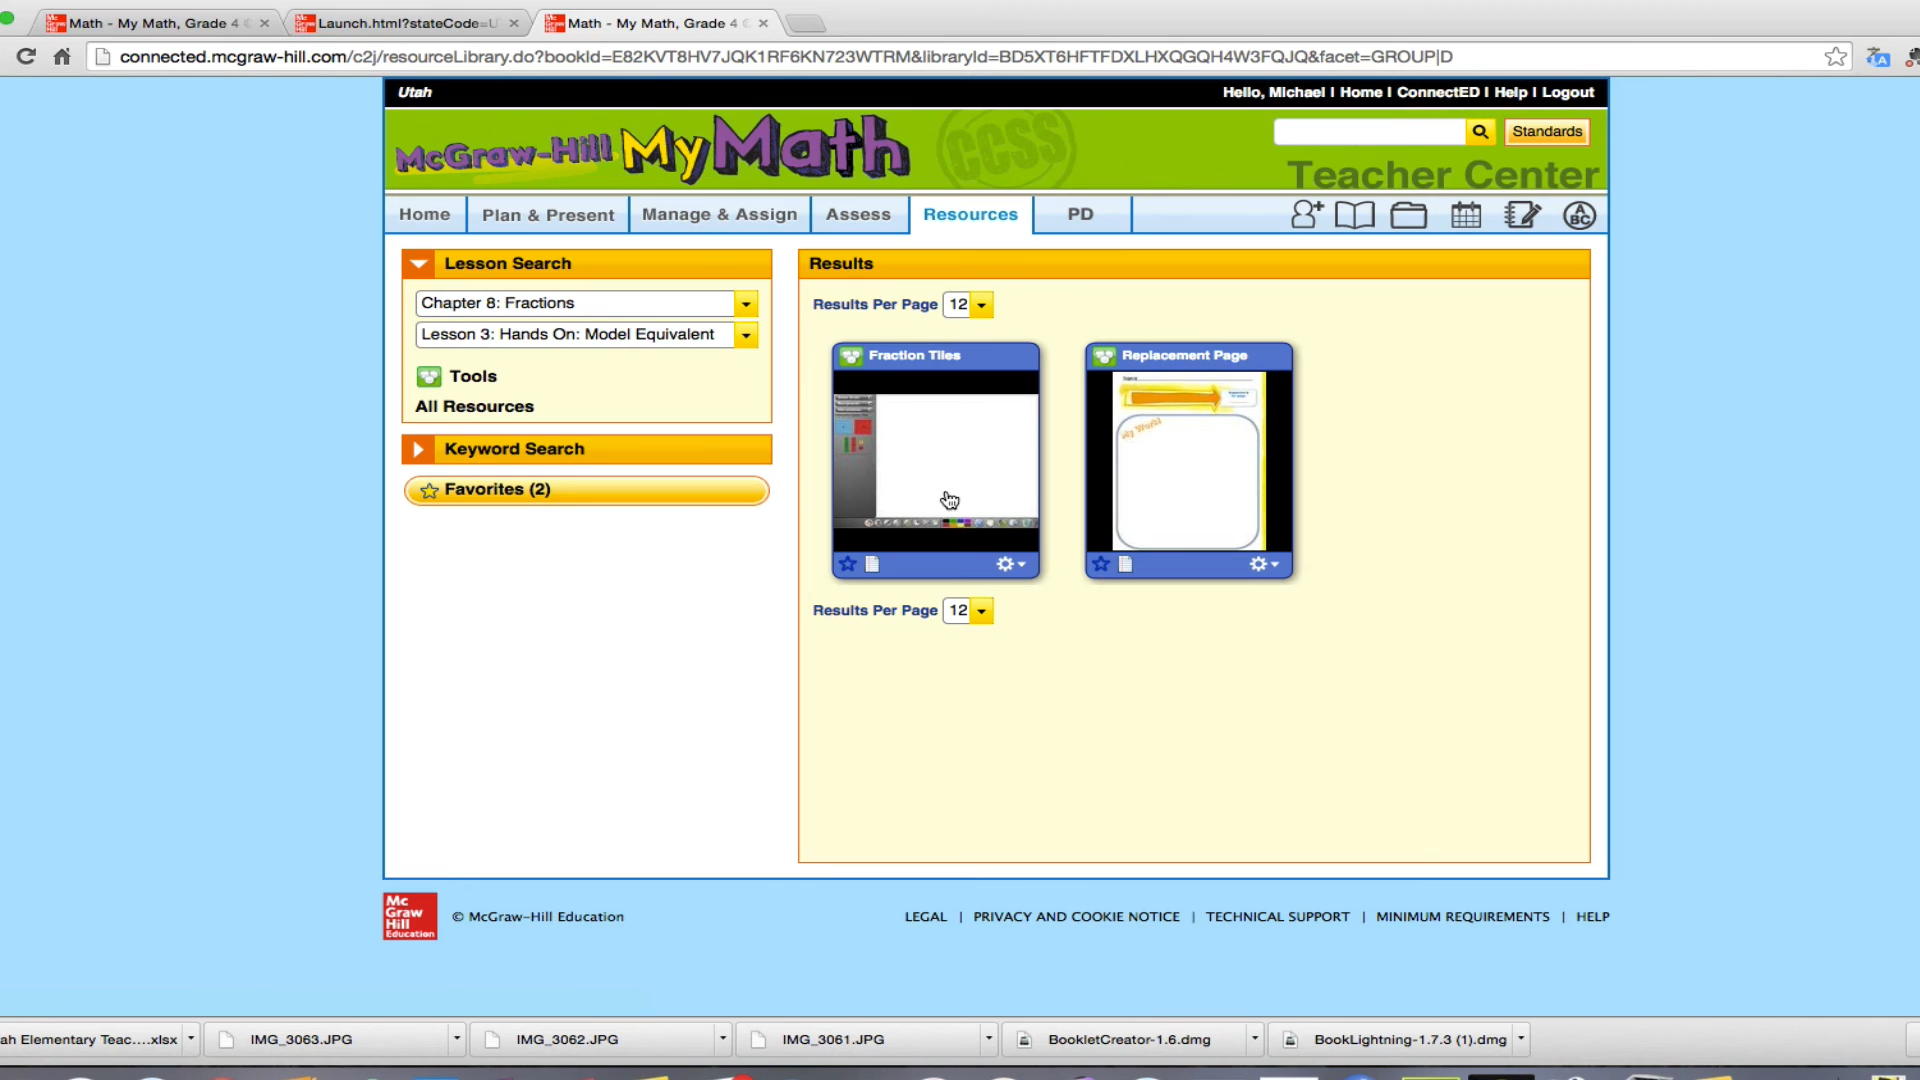 Math - My Math, Grade 4
Launch.html?stateCode=U
Math - My Math, Grade 4
connected.mcgraw-hill.com/c2j/resourceLibrary.do?bookId=E82KVT8HV7JQK1RF6KN723WTRM&libraryId=BD5XT6HFTFDXLHXQGQH4W3FQJQ&facet=GROUP|D
Utah
Hello, Michael | Home | ConnectED | Help | Logout
McGraw-Hill My Math
CCSS
Standards
Teacher Center
Home
Plan & Present
Manage & Assign
Assess
Resources
PD
ABC
Lesson Search
Chapter 8: Fractions
Lesson 3: Hands On: Model Equivalent
Tools
All Resources
Keyword Search
Favorites (2)
Results
Results Per Page 12
Fraction Tiles
Replacement Page
My World
Results Per Page 12
Mc
Graw
Hill
Education
© McGraw-Hill Education
LEGAL | PRIVACY AND COOKIE NOTICE | TECHNICAL SUPPORT | MINIMUM REQUIREMENTS | HELP
ah Elementary Teac....xlsx
IMG_3063.JPG
IMG_3062.JPG
IMG_3061.JPG
BookletCreator-1.6.dmg
BookLightning-1.7.3 (1).dmg